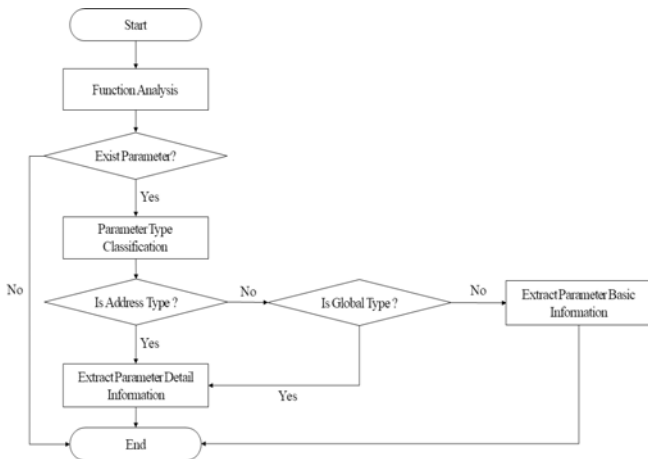 Start
Function Analysis
Exist Parameter?
Yes
Parameter Type
Classification
No
Is Address Type ?
No
Is Global Type ?
No
Extract Parameter Basic
Information
Yes
Extract Parameter Detail
Information
Yes
End